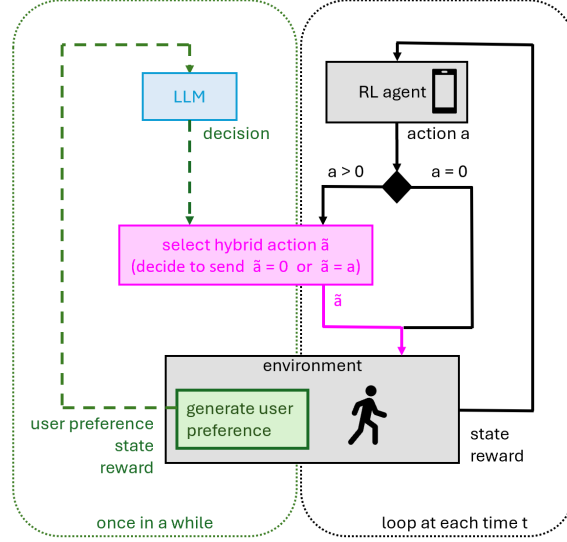 LLM
RL agent
decision
action a
a > 0
a = 0
select hybrid action ã
(decide to send ã = 0 or ã = a)
ã
environment
generate user
preference
user preference
state
reward
state
reward
once in a while
loop at each time t